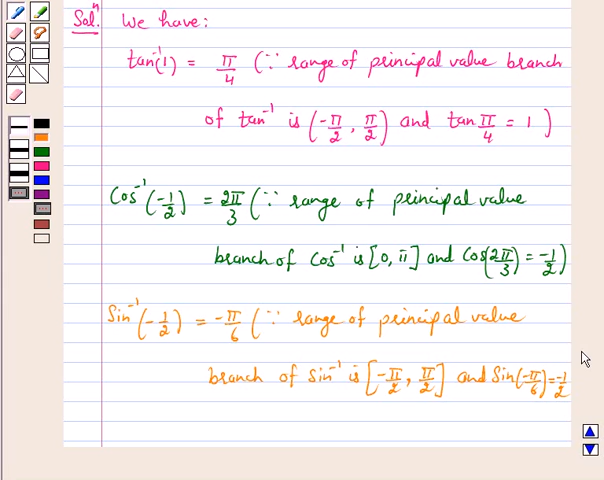 Solⁿ. We have:
tan⁻¹(1) = π/4 (∵ range of principal value branch
of tan⁻¹ is (-π/2, π/2) and tan π/4 = 1)
Cos⁻¹(-1/2) = 2π/3 (∵ range of principal value
branch of Cos⁻¹ is [0, π] and Cos(2π/3) = -1/2)
Sin⁻¹(-1/2) = -π/6 (∵ range of principal value
branch of Sin⁻¹ is [-π/2, π/2] and Sin(-π/6) = -1/2